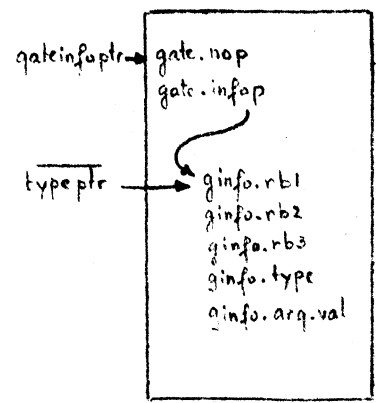 gateinfoptr
gate.nop
gate.infop
typeptr
ginfo.rb1
ginfo.rb2
ginfo.rb3
ginfo.type
ginfo.arg.val